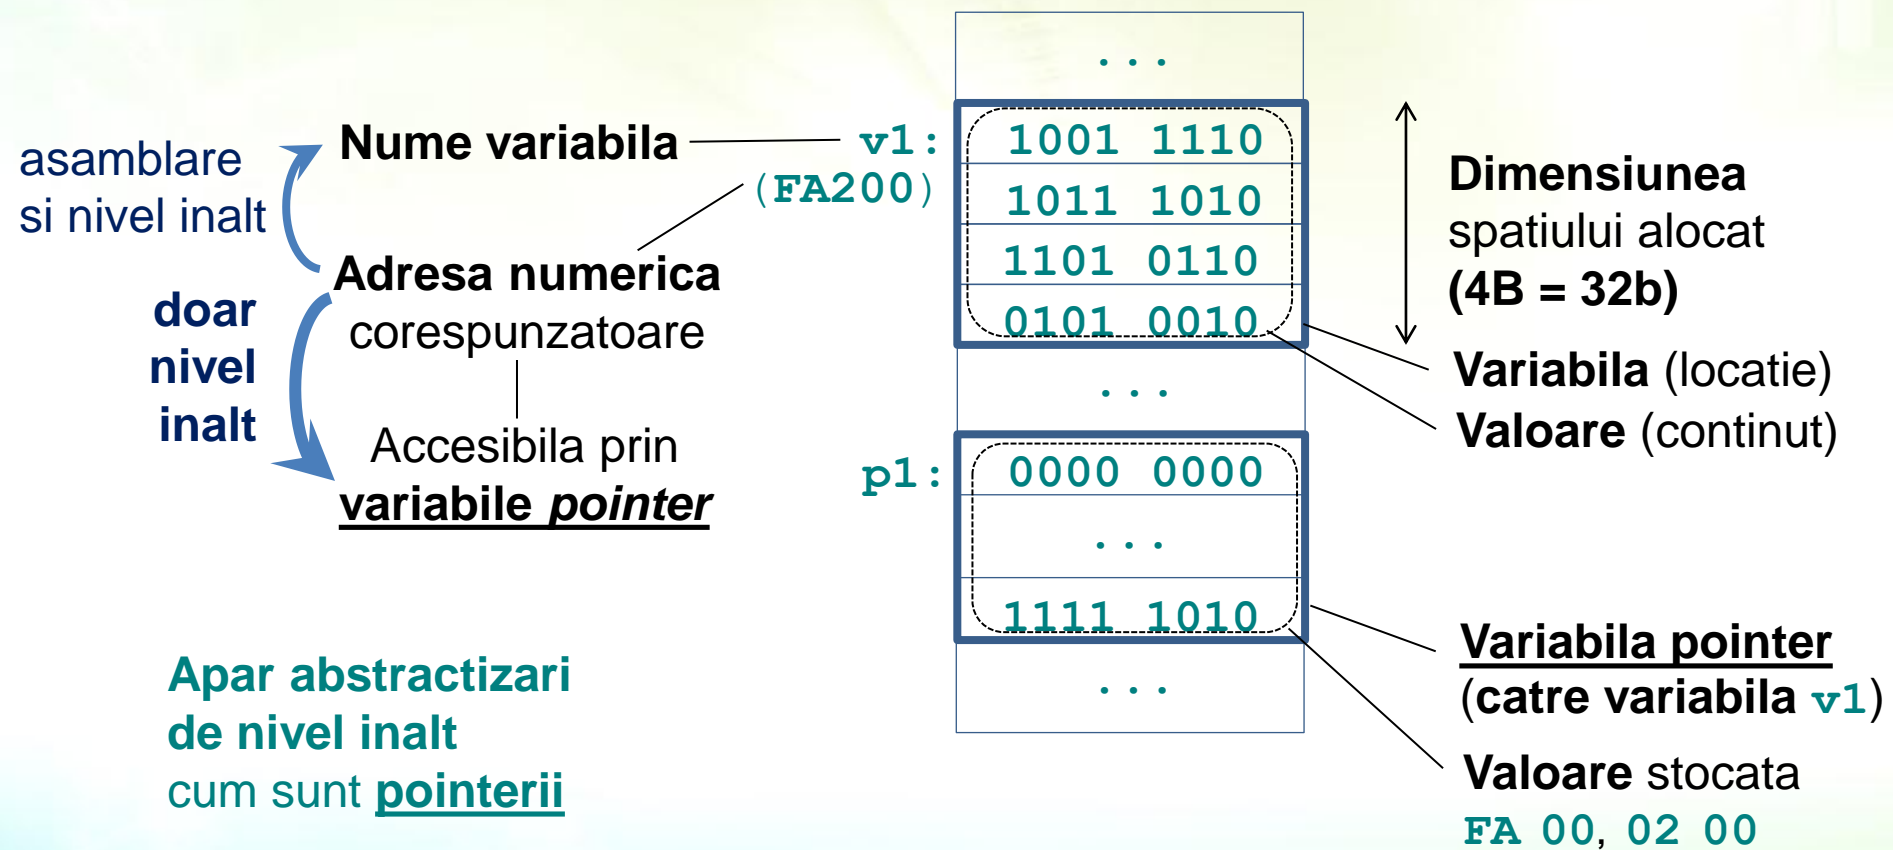 asamblare
si nivel inalt
doar
nivel
inalt
Nume variabila
Adresa numerica
corespunzatoare
Accesibila prin
variabile pointer
Apar abstractizari
de nivel inalt
cum sunt pointerii
v1:
(FA200)
p1:
...
1001 1110
1011 1010
1101 0110
0101 0010
...
0000 0000
...
1111 1010
...
Dimensiunea
spatiului alocat
(4B = 32b)
Variabila (locatie)
Valoare (continut)
Variabila pointer
(catre variabila v1)
Valoare stocata
FA 00, 02 00